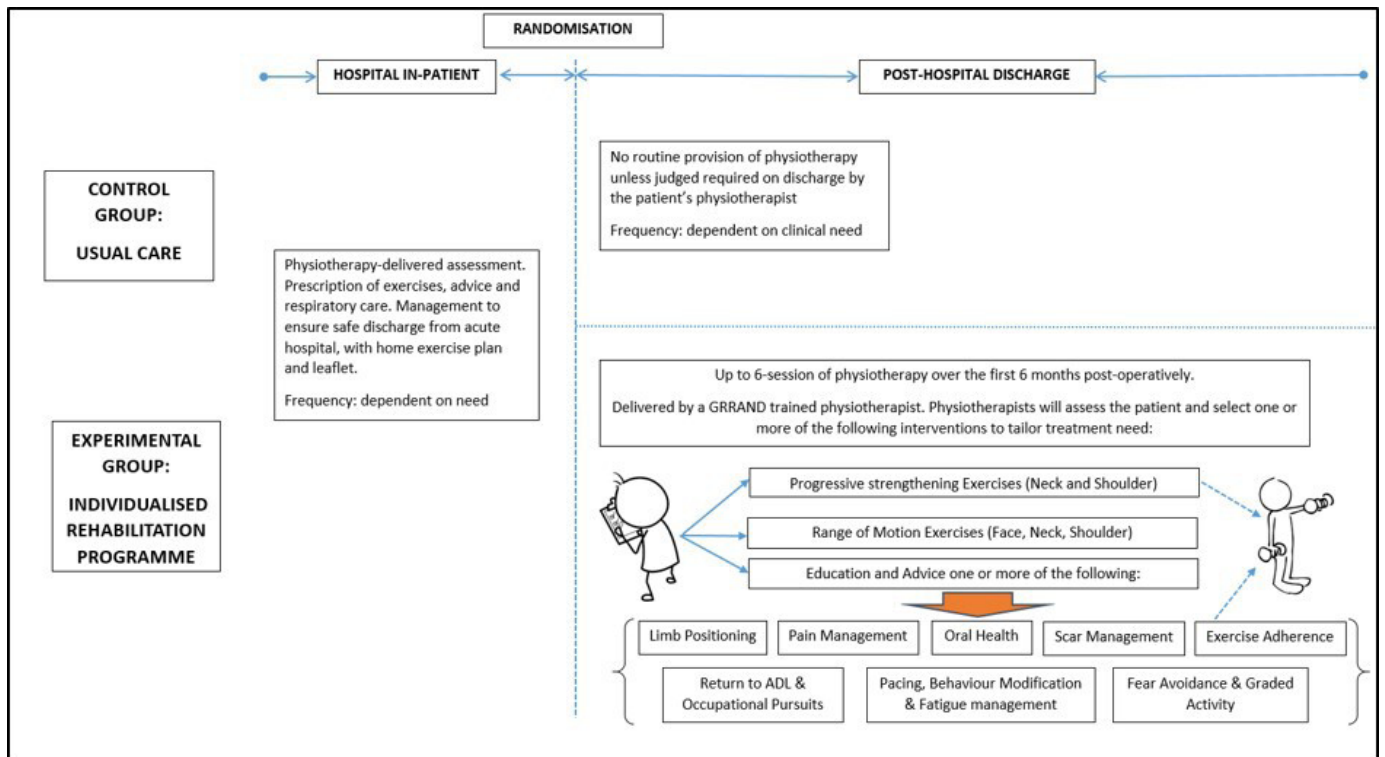 RANDOMISATION
HOSPITAL IN-PATIENT
POST-HOSPITAL DISCHARGE
CONTROL
GROUP:
USUAL CARE
No routine provision of physiotherapy
unless judged required on discharge by
the patient's physiotherapist
Frequency: dependent on clinical need
Physiotherapy-delivered assessment.
Prescription of exercises, advice and
respiratory care. Management to
ensure safe discharge from acute
hospital, with home exercise plan
and leaflet.
Frequency: dependent on need
EXPERIMENTAL
GROUP:
INDIVIDUALISED
REHABILITATION
PROGRAMME
Up to 6-session of physiotherapy over the first 6 months post-operatively.
Delivered by a GRRAND trained physiotherapist. Physiotherapists will assess the patient and select one or
more of the following interventions to tailor treatment need:
Progressive strengthening Exercises (Neck and Shoulder)
Range of Motion Exercises (Face, Neck, Shoulder)
Education and Advice one or more of the following:
Limb Positioning
Pain Management
Oral Health
Scar Management
Exercise Adherence
Return to ADL &
Occupational Pursuits
Pacing, Behaviour Modification
& Fatigue management
Fear Avoidance & Graded
Activity